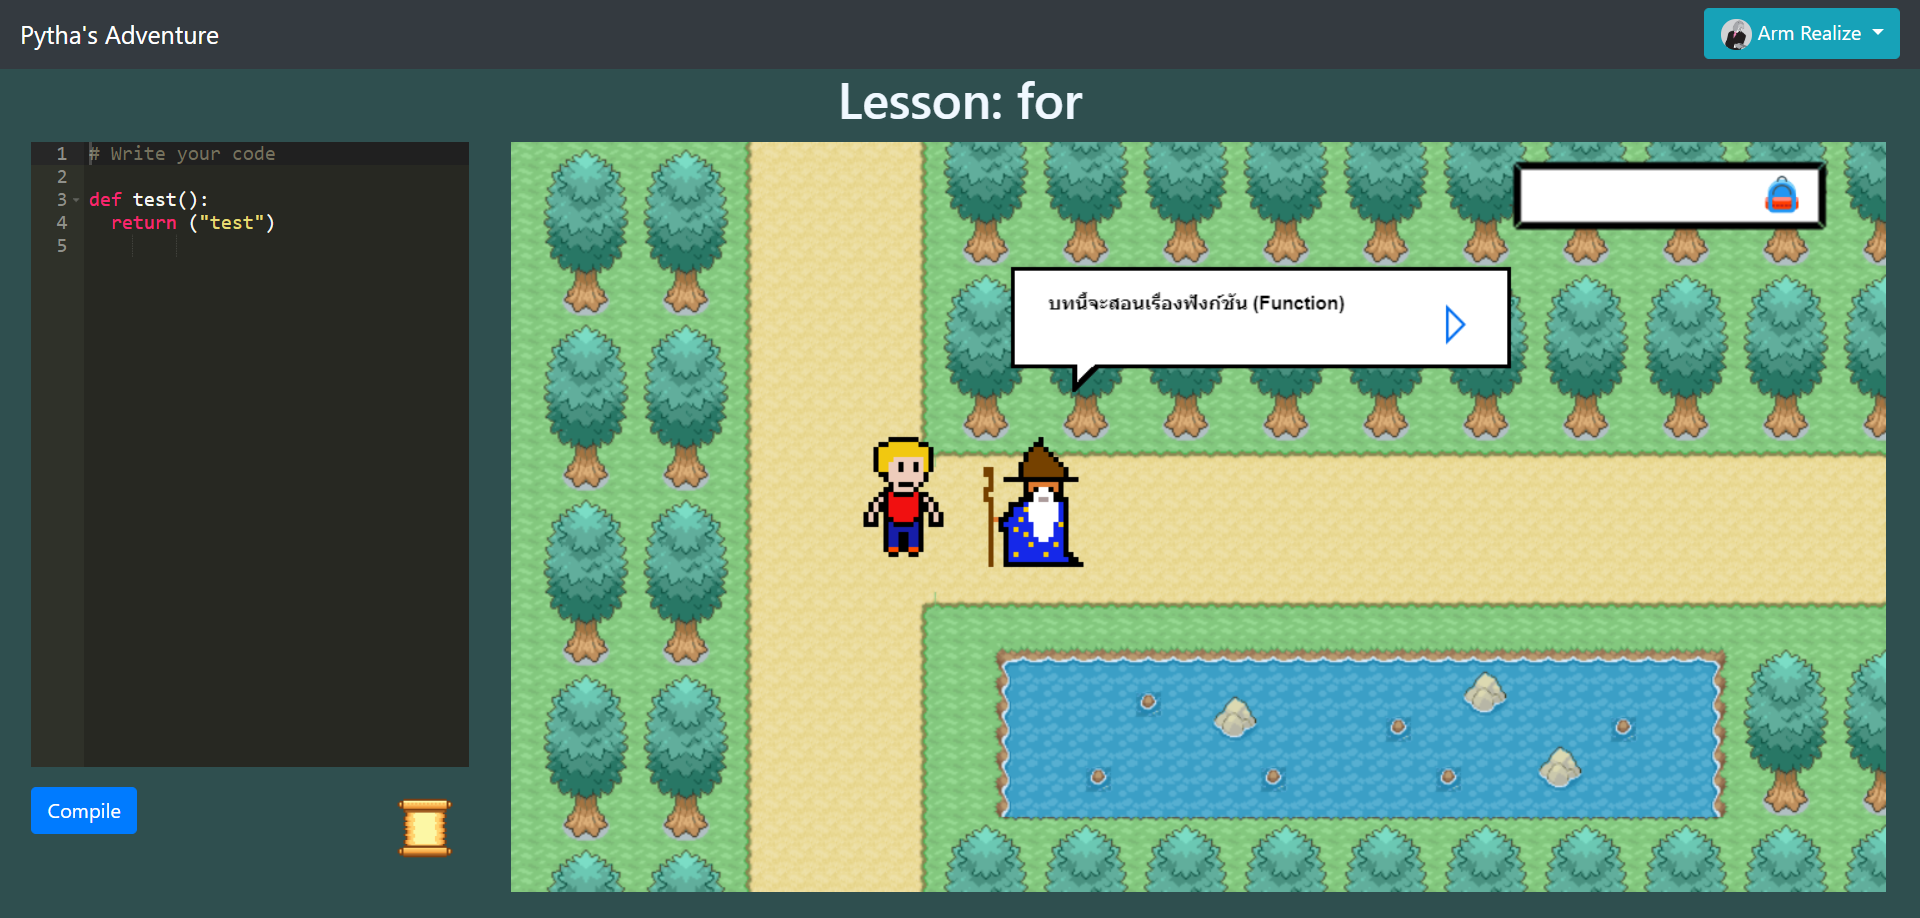 Pytha's Adventure
Arm Realize
Lesson: for
1 # Write your code
2
3 def test():
4   return ("test")
5
บทนี้จะสอนเรื่องฟังก์ชัน (Function)
Compile